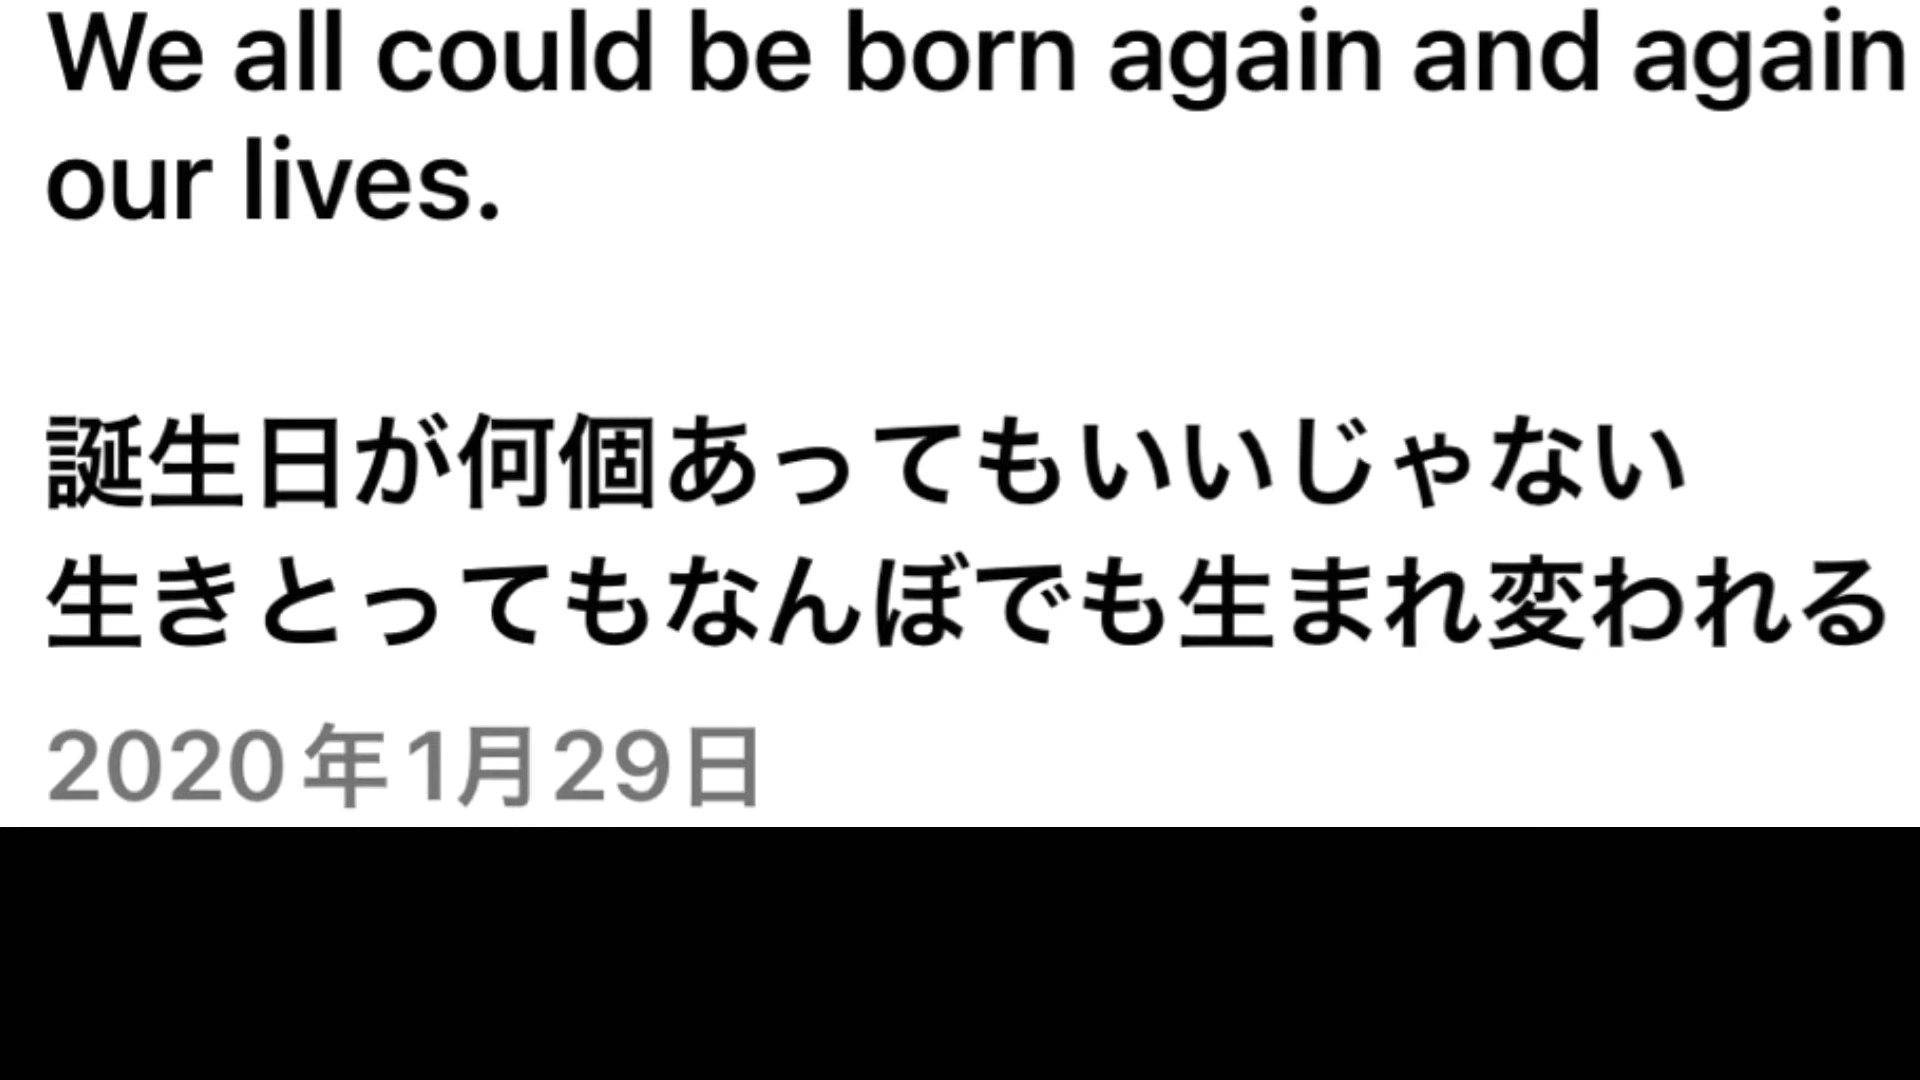 We all could be born again and again
our lives.
誕生日が何個あってもいいじゃない
生きとってもなんぼでも生まれ変われる
2020年1月29日